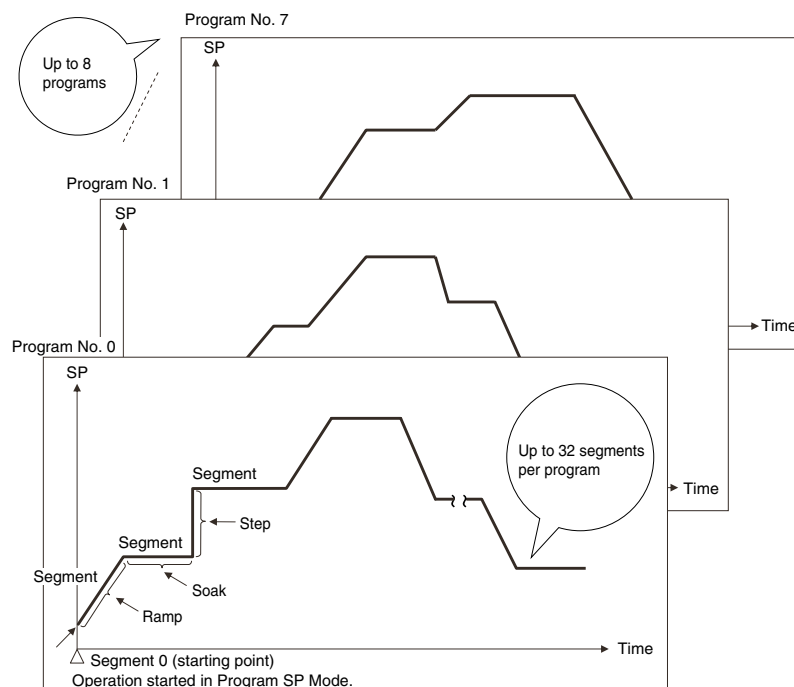 Program No. 7
SP
Up to 8
programs
Program No. 1
SP
Time
Program No. 0
SP
Up to 32 segments
per program
Segment
Time
Step
Segment
Segment
Soak
Ramp
Time
Segment 0 (starting point)
Operation started in Program SP Mode.